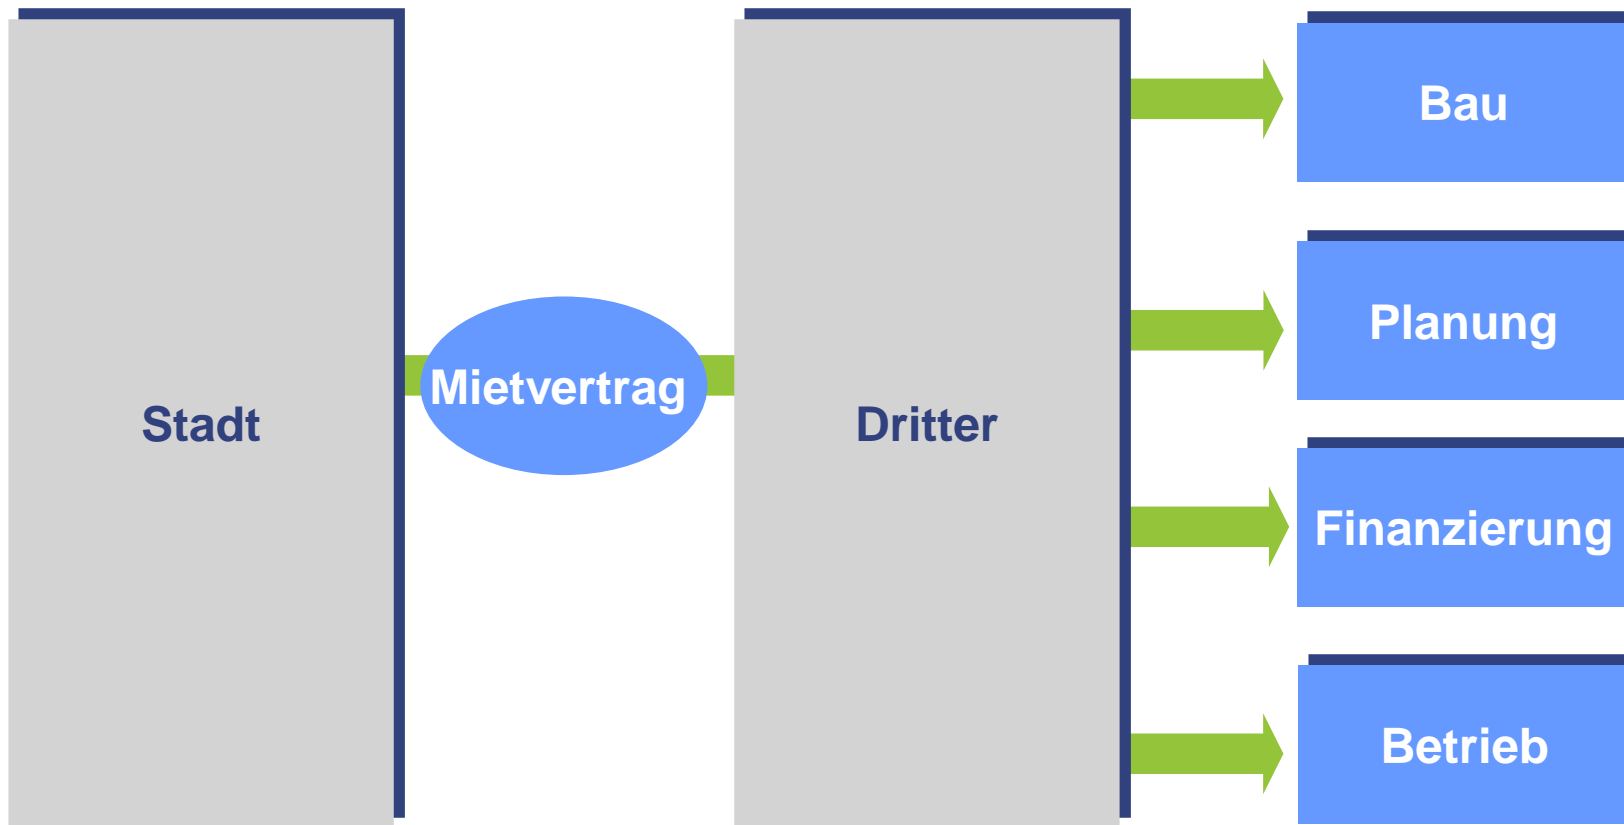 Stadt
Mietvertrag
Dritter
Bau
Planung
Finanzierung
Betrieb